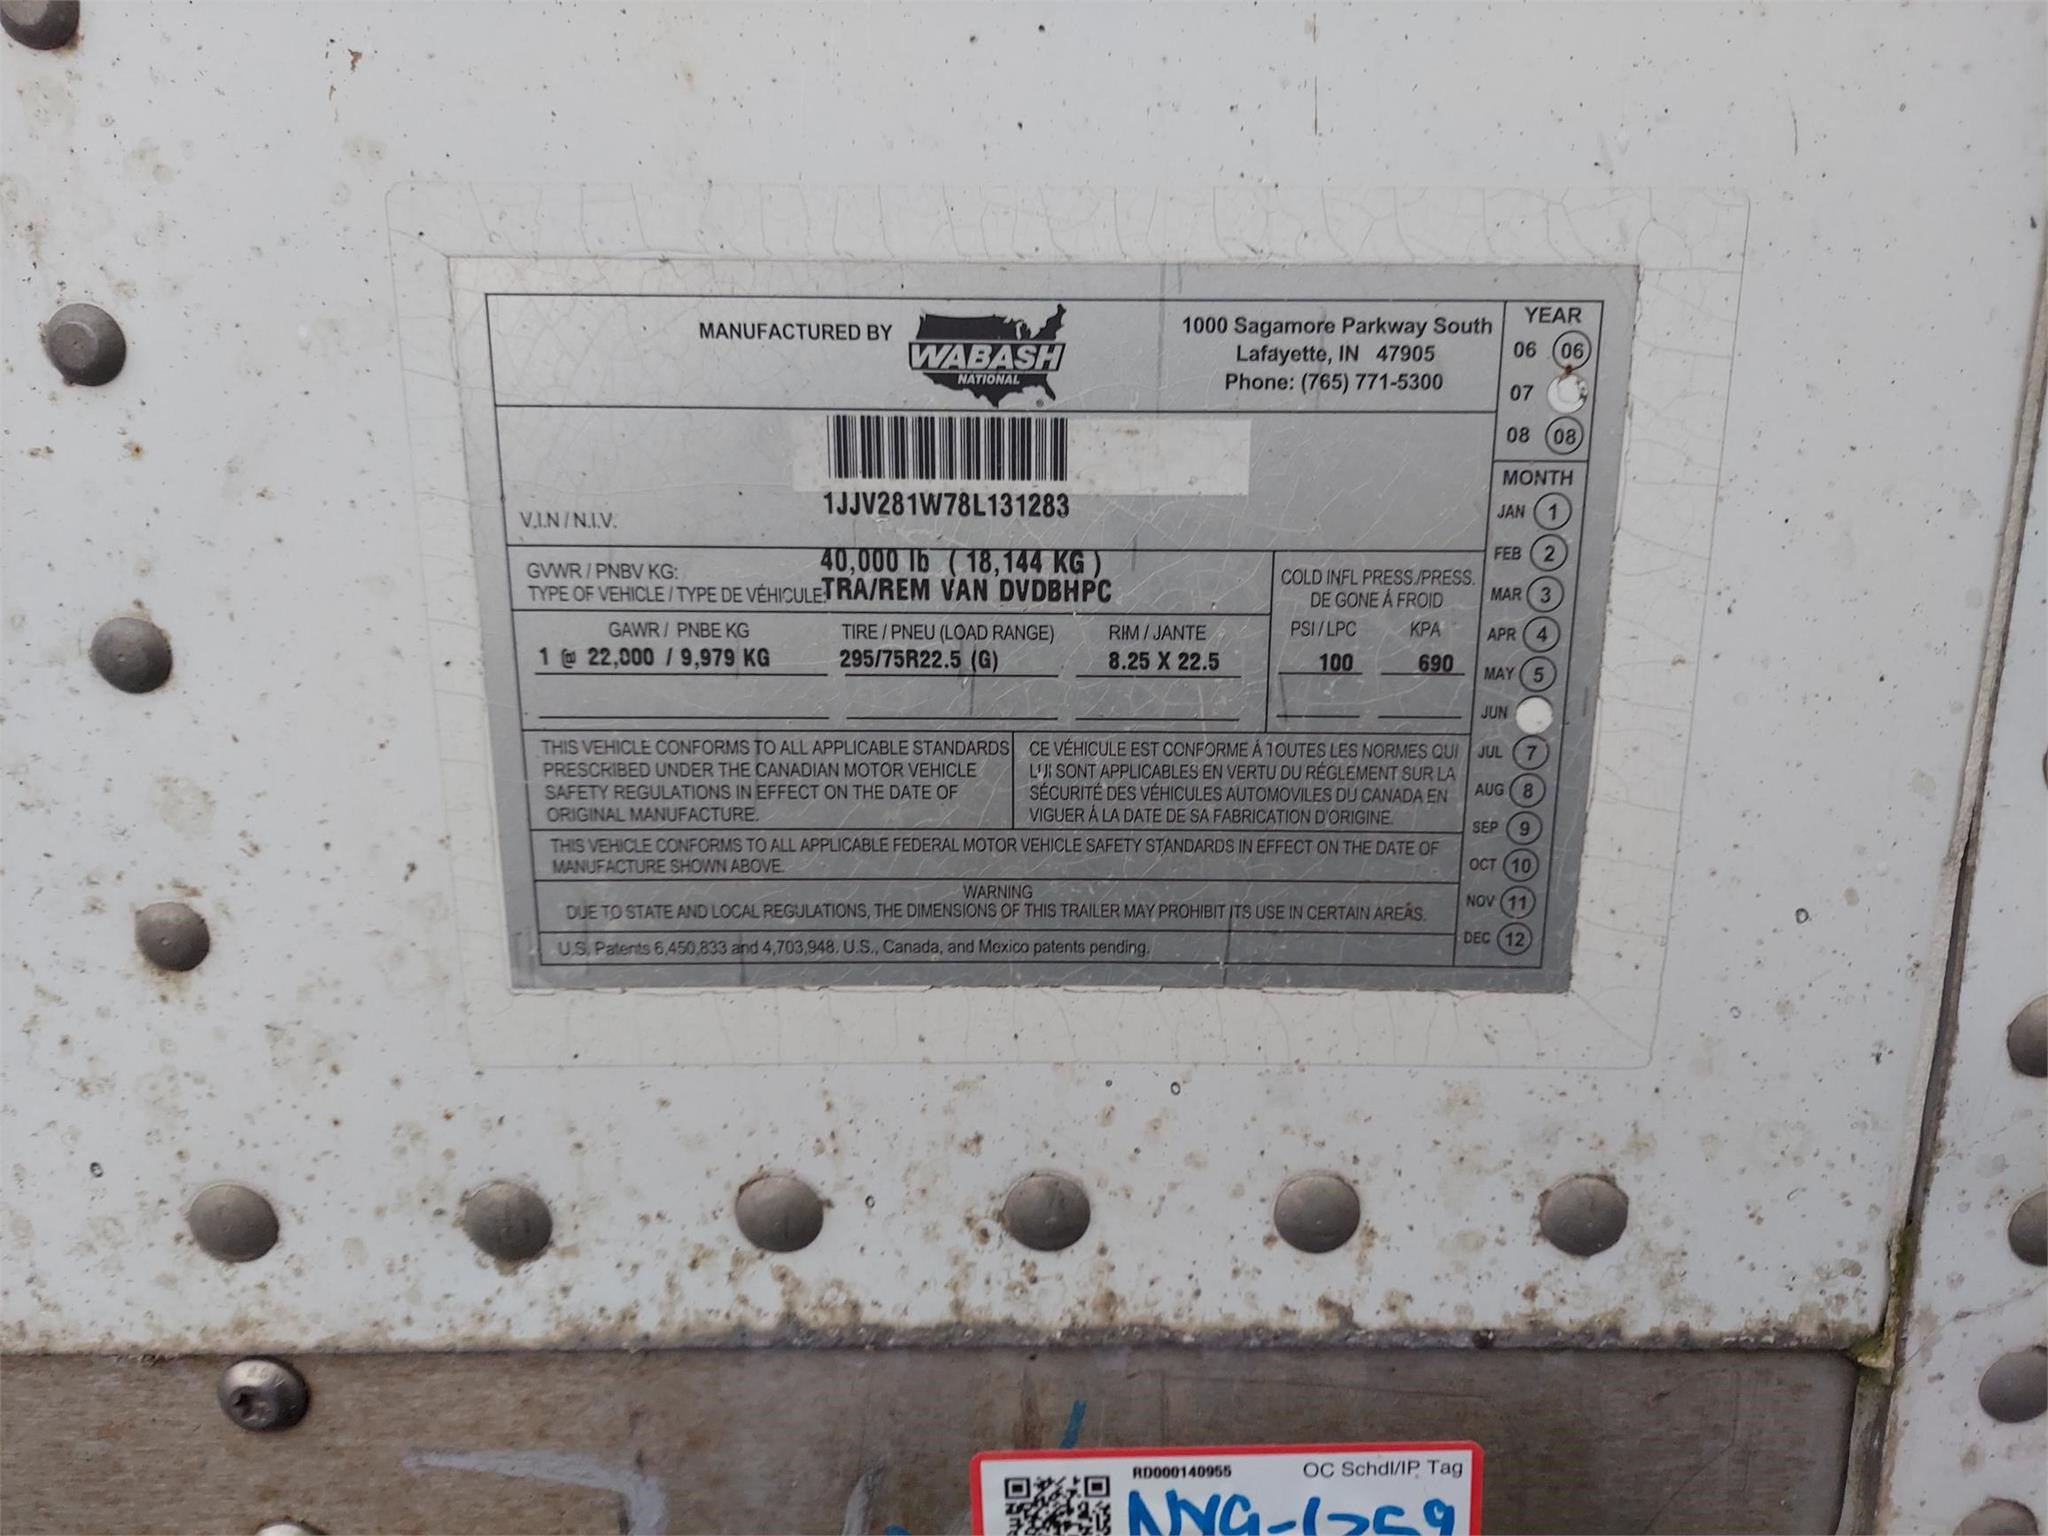 MANUFACTURED BY
WABASH
NATIONAL ®
1000 Sagamore Parkway South
Lafayette, IN 47905
Phone: (765) 771-5300
1JJV281W78L131283
V.I.N / N.I.V.
GVWR / PNBV KG: 40,000 lb ( 18,144 KG )
TYPE OF VEHICLE / TYPE DE VÉHICULE: TRA/REM VAN DVDBHPC
COLD INFL PRESS./PRESS.
DE GONE À FROID
GAWR / PNBE KG TIRE / PNEU (LOAD RANGE) RIM / JANTE PSI / LPC KPA
1 @ 22,000 / 9,979 KG 295/75R22.5 (G) 8.25 X 22.5 100 690
THIS VEHICLE CONFORMS TO ALL APPLICABLE STANDARDS
PRESCRIBED UNDER THE CANADIAN MOTOR VEHICLE
SAFETY REGULATIONS IN EFFECT ON THE DATE OF
ORIGINAL MANUFACTURE.
CE VÉHICULE EST CONFORME À TOUTES LES NORMES QUI
LUI SONT APPLICABLES EN VERTU DU RÉGLEMENT SUR LA
SÉCURITÉ DES VÉHICULES AUTOMOVILES DU CANADA EN
VIGUER À LA DATE DE SA FABRICATION D'ORIGINE.
THIS VEHICLE CONFORMS TO ALL APPLICABLE FEDERAL MOTOR VEHICLE SAFETY STANDARDS IN EFFECT ON THE DATE OF
MANUFACTURE SHOWN ABOVE.
WARNING
DUE TO STATE AND LOCAL REGULATIONS, THE DIMENSIONS OF THIS TRAILER MAY PROHIBIT ITS USE IN CERTAIN AREAS.
U.S. Patents 6,450,833 and 4,703,948. U.S., Canada, and Mexico patents pending.
YEAR
06 06
07
08 08
MONTH
JAN 1
FEB 2
MAR 3
APR 4
MAY 5
JUN
JUL 7
AUG 8
SEP 9
OCT 10
NOV 11
DEC 12
RD000140955 OC Schdl/IP Tag